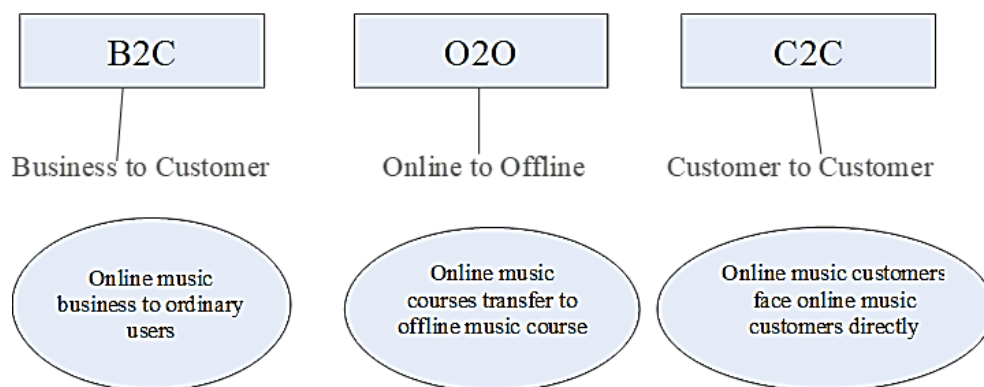 B2C
O2O
C2C
Business to Customer
Online to Offline
Customer to Customer
Online music
business to ordinary
users
Online music
courses transfer to
offline music course
Online music customers
face online music
customers directly